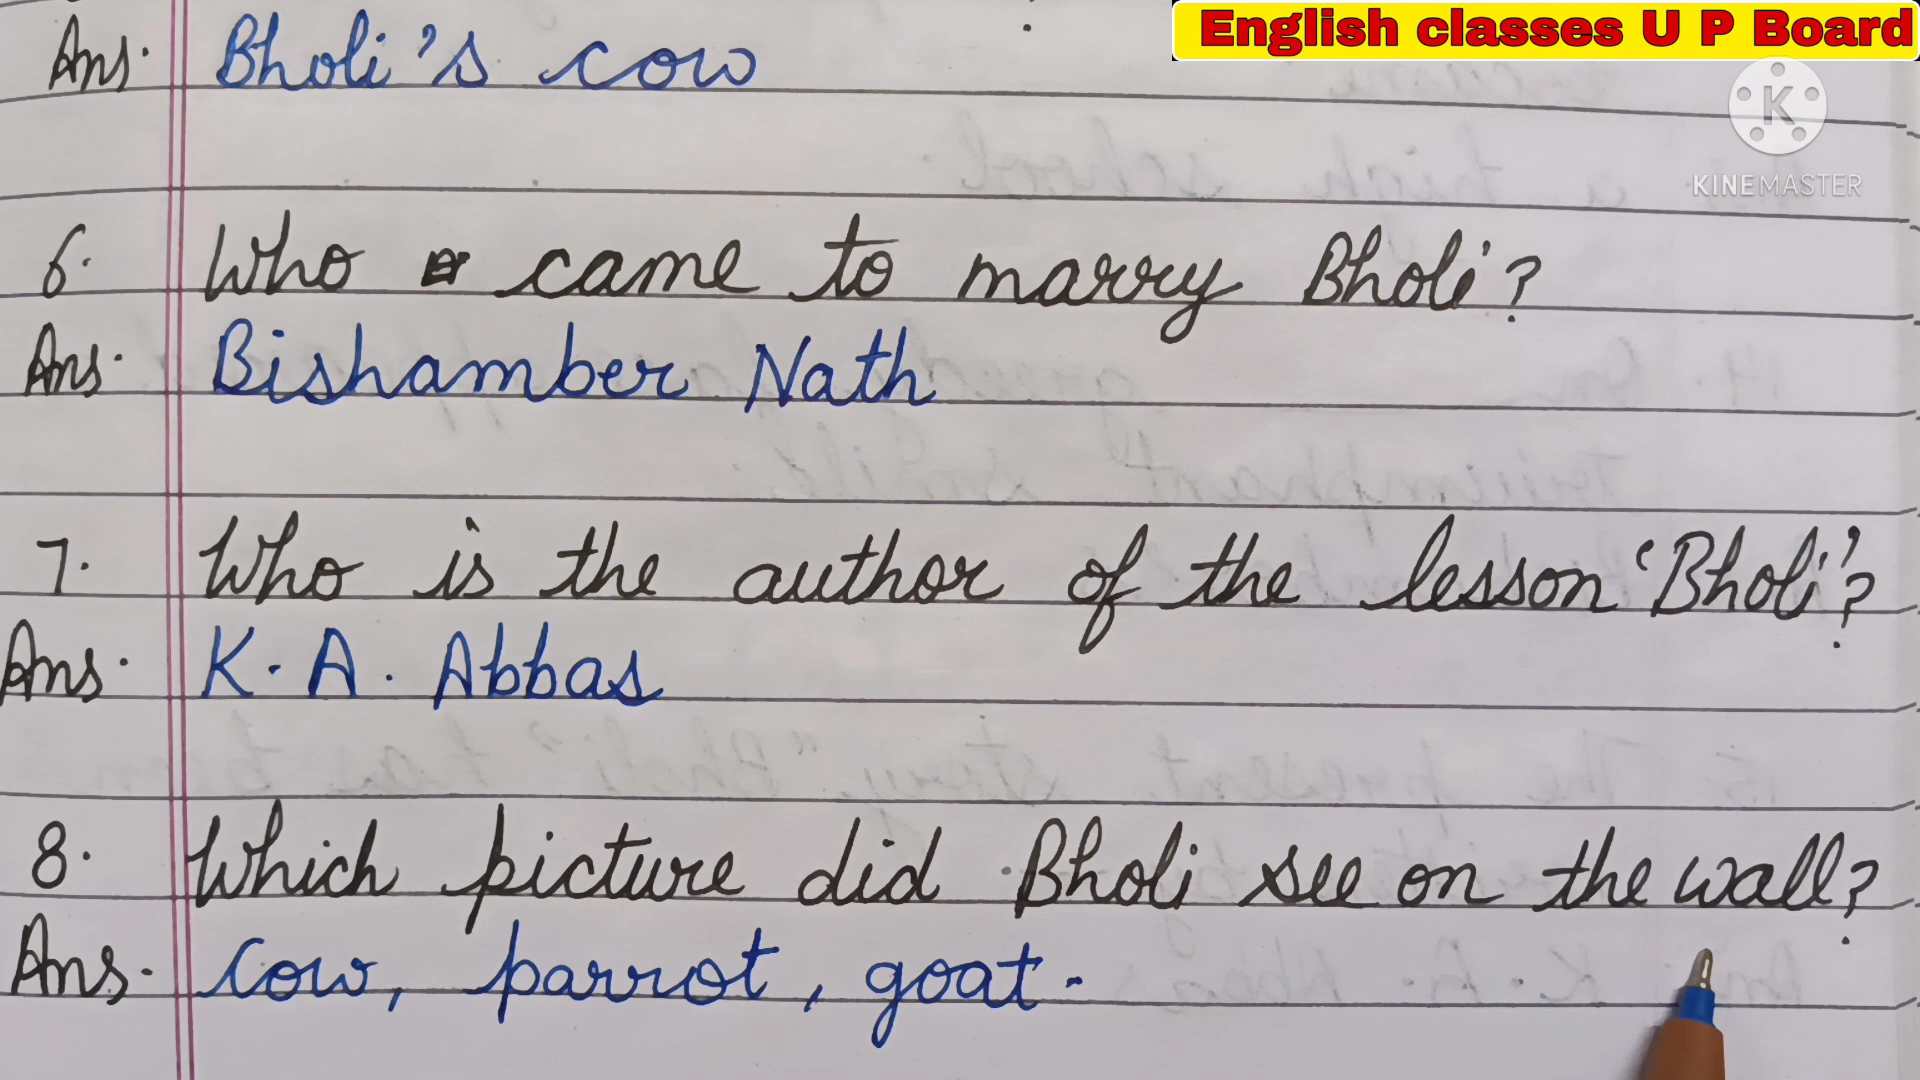 English classes U P Board
Ans. Bholi's cow
K
KINEMASTER
6. Who came to marry Bholi?
Ans. Bishamber Nath
7. Who is the author of the lesson 'Bholi'?
Ans. K. A. Abbas
8. Which picture did Bholi see on the wall?
Ans. Cow, parrot, goat.